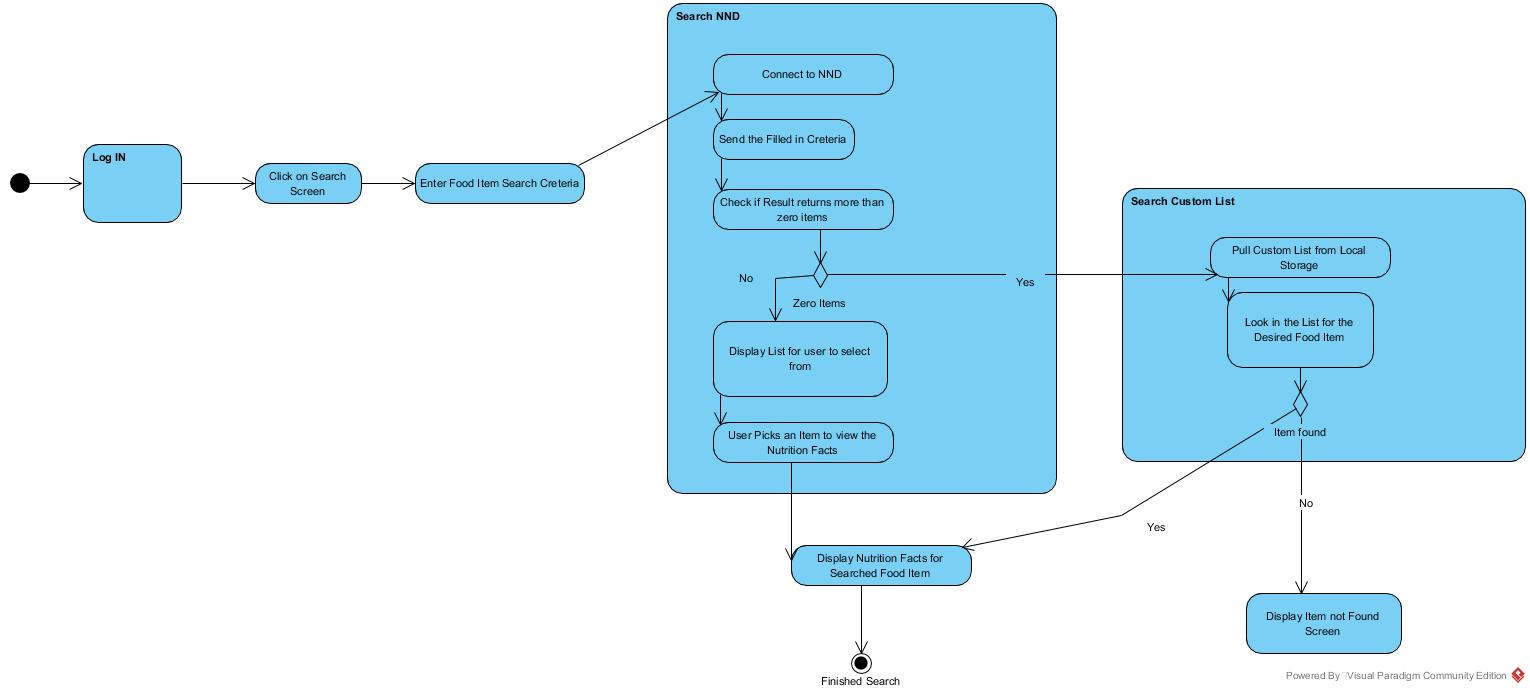 Search NND
Connect to NND
Send the Filled in Creteria
Log IN
Click on Search
Screen
Enter Food Item Search Creteria
Check if Result returns more than
zero items
No
Yes
Zero Items
Display List for user to select
from
User Picks an Item to view the
Nutrition Facts
Search Custom List
Pull Custom List from Local
Storage
Look in the List for the
Desired Food Item
Item found
No
Yes
Display Nutrition Facts for
Searched Food Item
Display Item not Found
Screen
Finished Search
Powered By Visual Paradigm Community Edition